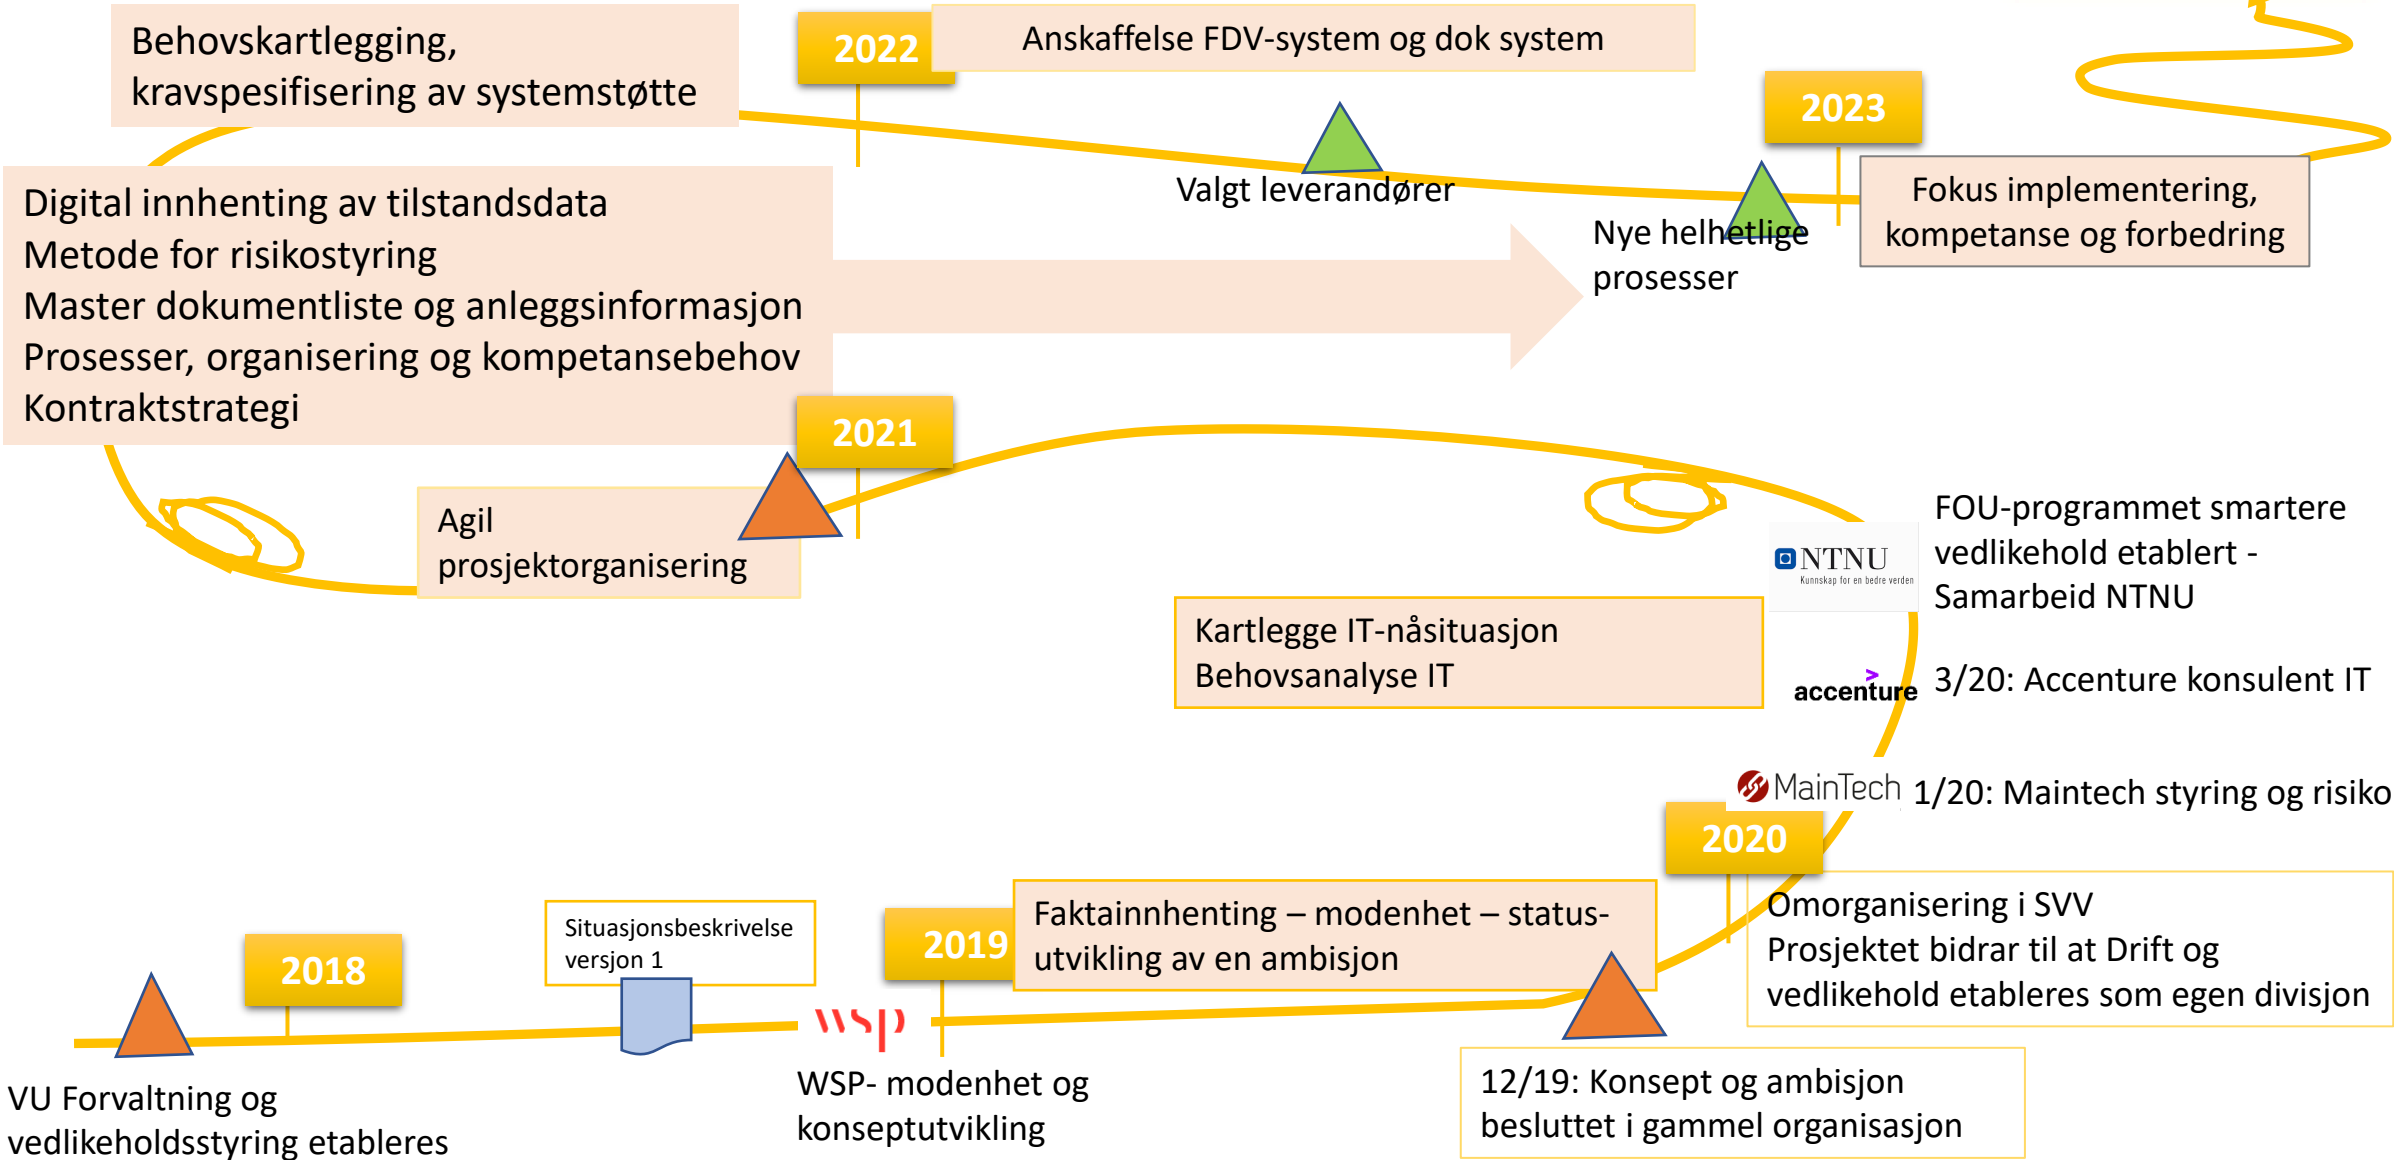 Behovskartlegging,
kravspesifisering av systemstøtte
2022
Anskaffelse FDV-system og dok system
2023
Valgt leverandører
Nye helhetlige
prosesser
Fokus implementering,
kompetanse og forbedring
Digital innhenting av tilstandsdata
Metode for risikostyring
Master dokumentliste og anleggsinformasjon
Prosesser, organisering og kompetansebehov
Kontraktstrategi
2021
Agil
prosjektorganisering
NTNU
Kunnskap for en bedre verden
FOU-programmet smartere
vedlikehold etablert -
Samarbeid NTNU
Kartlegge IT-nåsituasjon
Behovsanalyse IT
accenture
3/20: Accenture konsulent IT
MainTech
1/20: Maintech styring og risiko
2020
Omorganisering i SVV
Prosjektet bidrar til at Drift og
vedlikehold etableres som egen divisjon
2018
Situasjonsbeskrivelse
versjon 1
2019
Faktainnhenting – modenhet – status-
utvikling av en ambisjon
wsp
VU Forvaltning og
vedlikeholdsstyring etableres
WSP- modenhet og
konseptutvikling
12/19: Konsept og ambisjon
besluttet i gammel organisasjon